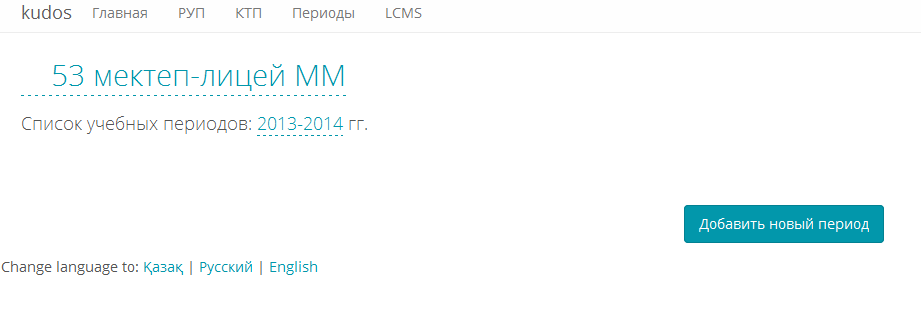 kudos Главная РУП КТП Периоды LCMS
53 мектеп-лицей ММ
Список учебных периодов: 2013-2014 гг.
Добавить новый период
Change language to: Қазақ | Русский | English